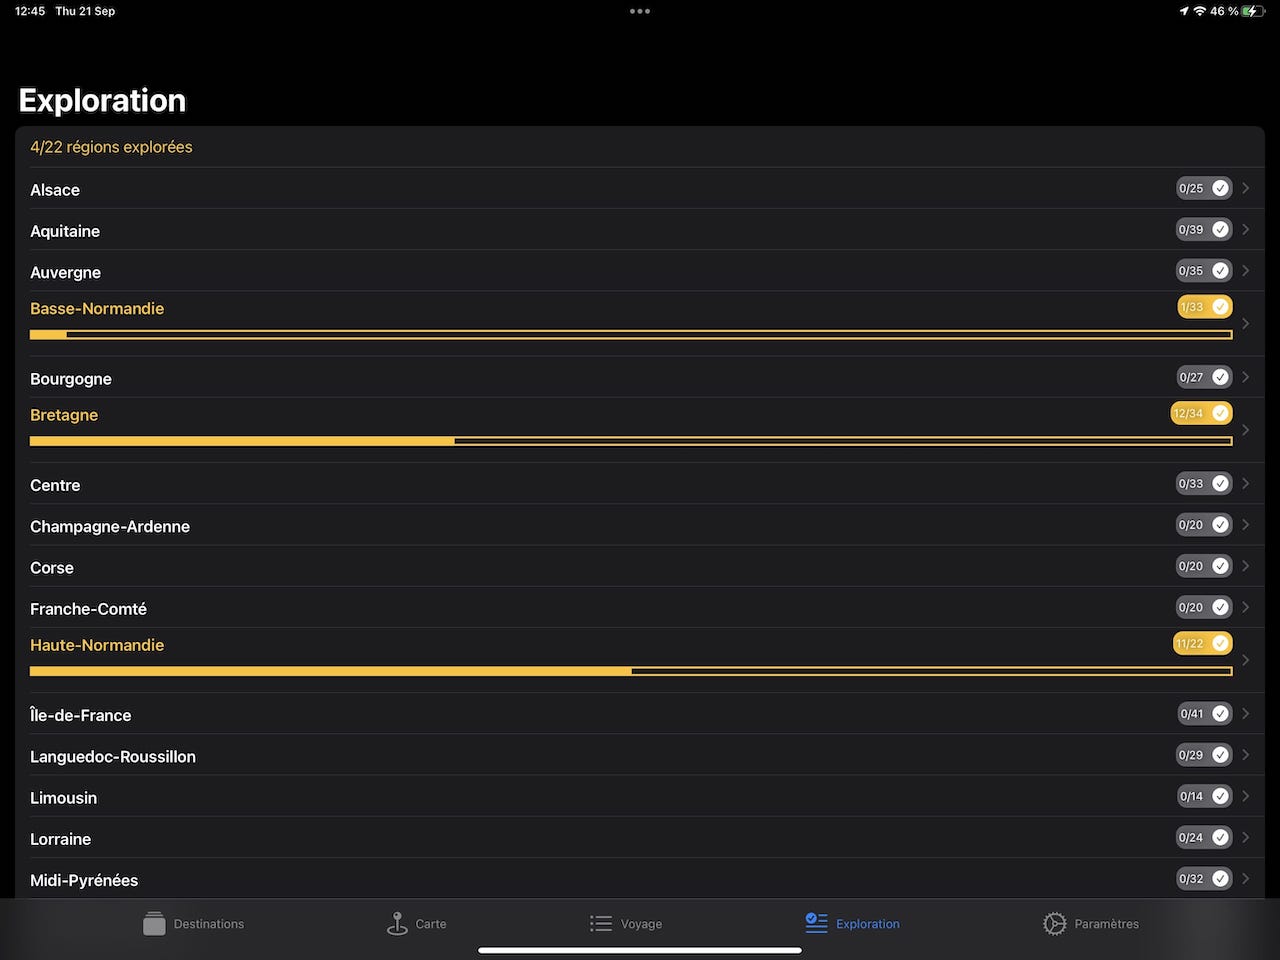 12:45 Thu 21 Sep
46 %
Exploration
4/22 régions explorées
Alsace 0/25
Aquitaine 0/39
Auvergne 0/35
Basse-Normandie 1/33
Bourgogne 0/27
Bretagne 12/34
Centre 0/33
Champagne-Ardenne 0/20
Corse 0/20
Franche-Comté 0/20
Haute-Normandie 11/22
Île-de-France 0/41
Languedoc-Roussillon 0/29
Limousin 0/14
Lorraine 0/24
Midi-Pyrénées 0/32
Destinations Carte Voyage Exploration Paramètres